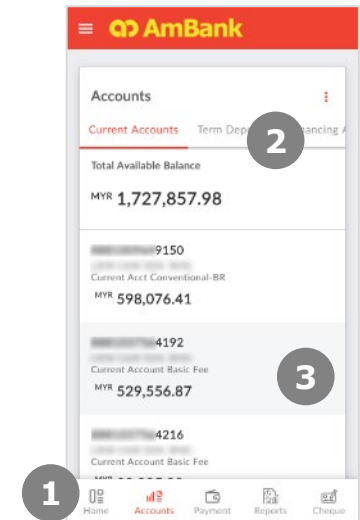 AmBank
Accounts
Current Accounts Term
2
Total Available Balance
MYR 1,727,857.98
9150
Current Acct Conventional-BR
MYR 598,076.41
4192
Current Account Basic Fee
MYR 529,556.87
3
4216
Current Account Basic Fee
1
Home Accounts Payment Reports Cheque